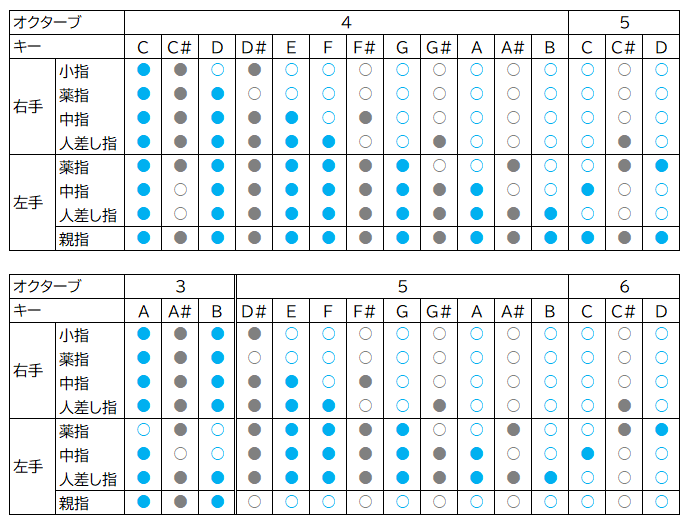 オクターブ 4 5
キー C C# D D# E F F# G G# A A# B C C# D
右手 小指 ● ● ○ ● ○ ○ ○ ○ ○ ○ ○ ○ ○ ○ ○
薬指 ● ● ● ○ ○ ○ ○ ○ ○ ○ ○ ○ ○ ○ ○
中指 ● ● ● ● ● ○ ● ○ ○ ○ ○ ○ ○ ○ ○
人差し指 ● ● ● ● ● ● ○ ○ ● ○ ○ ○ ○ ● ○
左手 薬指 ● ● ● ● ● ● ● ● ○ ○ ● ○ ○ ● ●
中指 ● ○ ● ● ● ● ● ● ● ● ○ ○ ● ○ ○
人差し指 ● ○ ● ● ● ● ● ● ● ● ● ● ○ ○ ○
親指 ● ● ● ● ● ● ● ● ● ● ● ● ● ● ●
オクターブ 3 5 6
キー A A# B D# E F F# G G# A A# B C C# D
右手 小指 ● ● ● ● ○ ○ ○ ○ ○ ○ ○ ○ ○ ○ ○
薬指 ● ● ● ○ ○ ○ ○ ○ ○ ○ ○ ○ ○ ○ ○
中指 ● ● ● ● ● ○ ● ○ ○ ○ ○ ○ ○ ○ ○
人差し指 ● ● ● ● ● ● ○ ○ ● ○ ○ ○ ○ ● ○
左手 薬指 ○ ● ○ ● ● ● ● ● ○ ○ ● ○ ○ ● ●
中指 ● ○ ○ ● ● ● ● ● ● ● ○ ○ ● ○ ○
人差し指 ● ● ● ● ● ● ● ● ● ● ● ● ○ ○ ○
親指 ● ● ● ○ ○ ○ ○ ○ ○ ○ ○ ○ ○ ○ ○